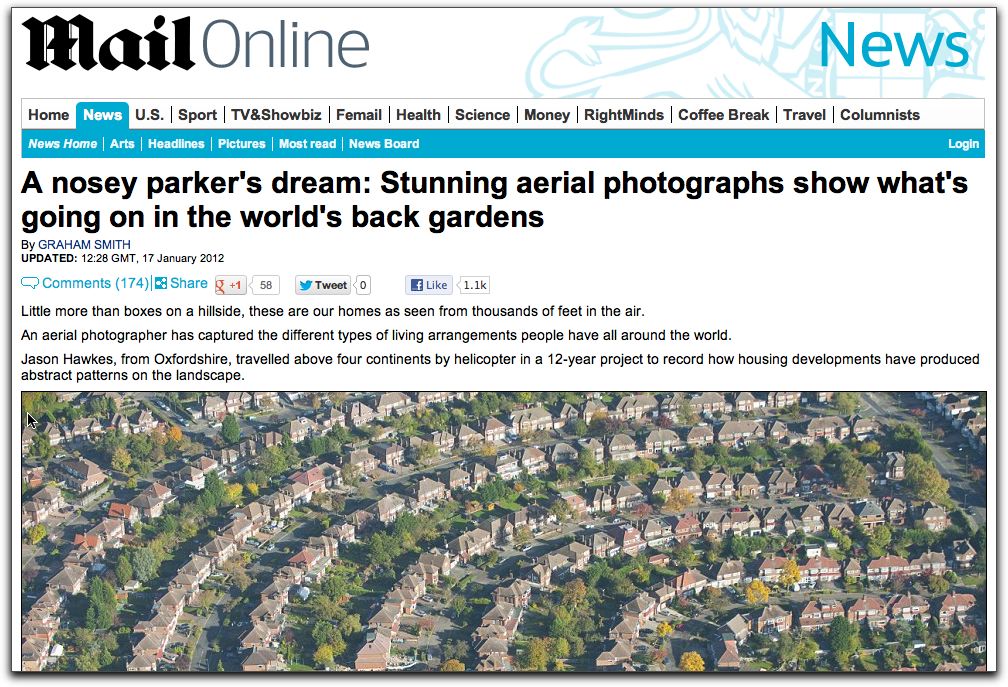 Mail Online
News
Home News U.S. Sport TV&Showbiz Femail Health Science Money RightMinds Coffee Break Travel Columnists
News Home Arts Headlines Pictures Most read News Board Login
A nosey parker's dream: Stunning aerial photographs show what's
going on in the world's back gardens
By GRAHAM SMITH
UPDATED: 12:28 GMT, 17 January 2012
Comments (174) Share g +1 58 Tweet 0 f Like 1.1k
Little more than boxes on a hillside, these are our homes as seen from thousands of feet in the air.
An aerial photographer has captured the different types of living arrangements people have all around the world.
Jason Hawkes, from Oxfordshire, travelled above four continents by helicopter in a 12-year project to record how housing developments have produced
abstract patterns on the landscape.